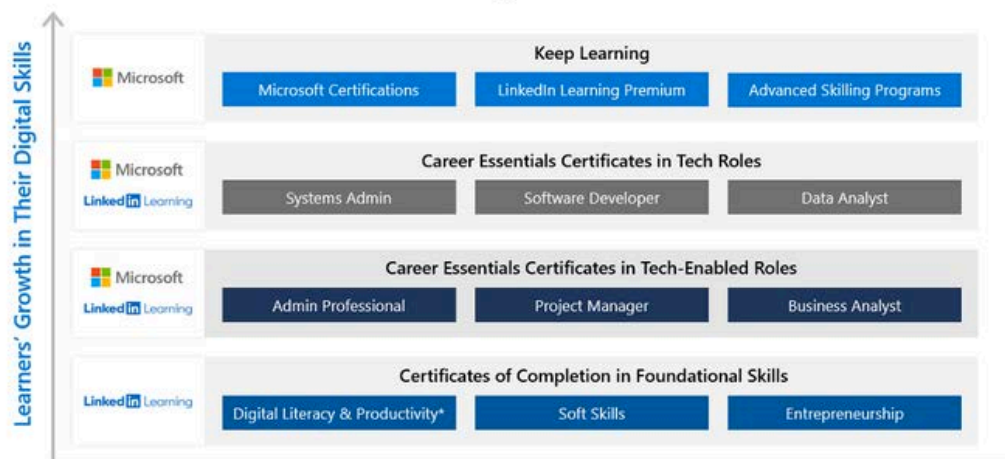 Learners' Growth in Their Digital Skills
Microsoft
Keep Learning
Microsoft Certifications
LinkedIn Learning Premium
Advanced Skilling Programs
Microsoft
LinkedIn Learning
Career Essentials Certificates in Tech Roles
Systems Admin
Software Developer
Data Analyst
Microsoft
LinkedIn Learning
Career Essentials Certificates in Tech-Enabled Roles
Admin Professional
Project Manager
Business Analyst
LinkedIn Learning
Certificates of Completion in Foundational Skills
Digital Literacy & Productivity*
Soft Skills
Entrepreneurship